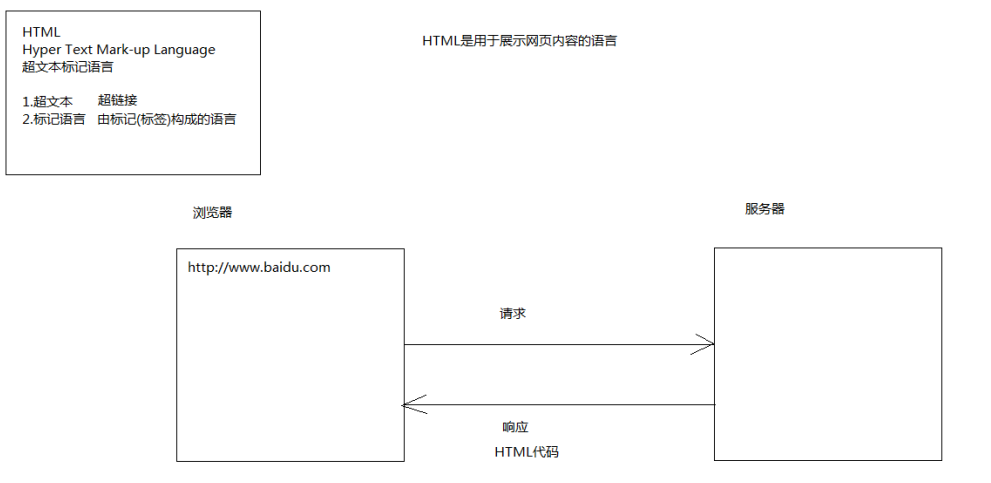 HTML
Hyper Text Mark-up Language
超文本标记语言
1.超文本 超链接
2.标记语言 由标记(标签)构成的语言
HTML是用于展示网页内容的语言
浏览器
服务器
http://www.baidu.com
请求
响应
HTML代码